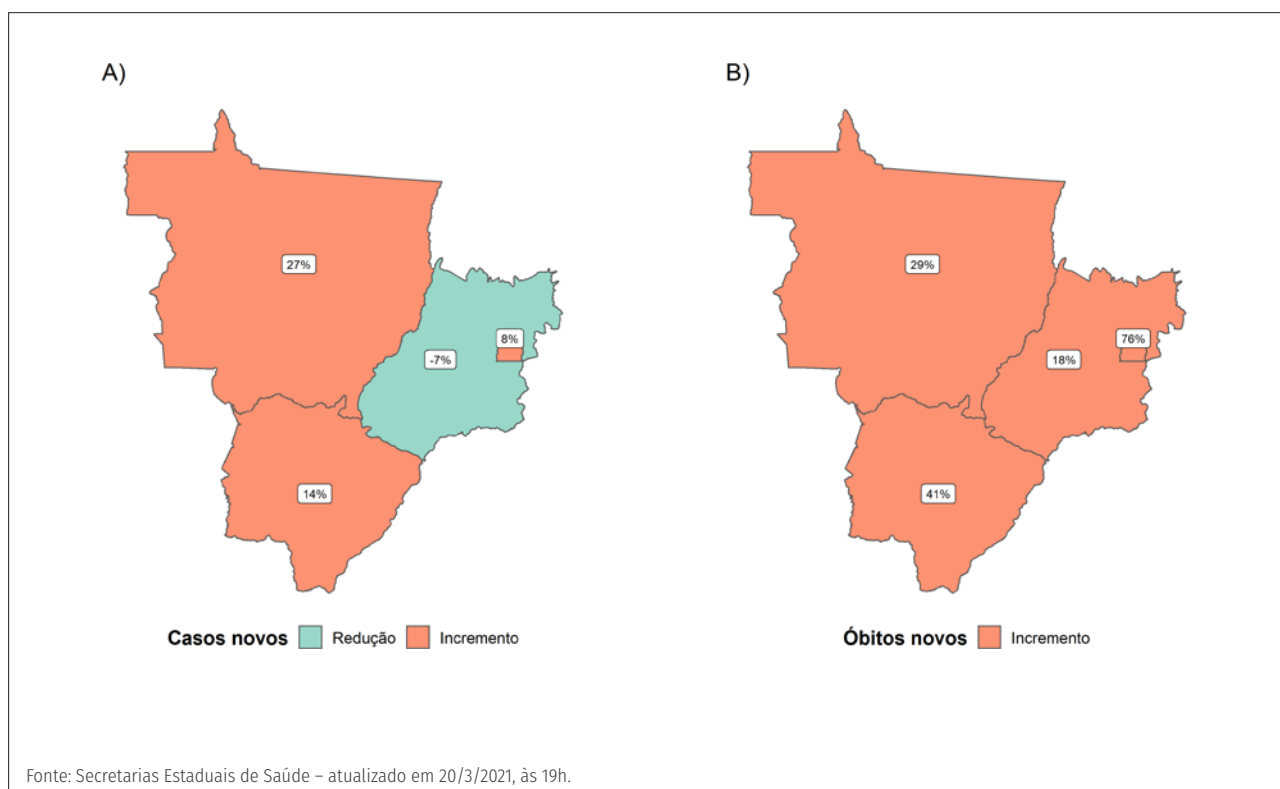 A)
27%
-7%
8%
14%
Casos novos Redução Incremento
B)
29%
18%
76%
41%
Óbitos novos Incremento
Fonte: Secretarias Estaduais de Saúde – atualizado em 20/3/2021, às 19h.